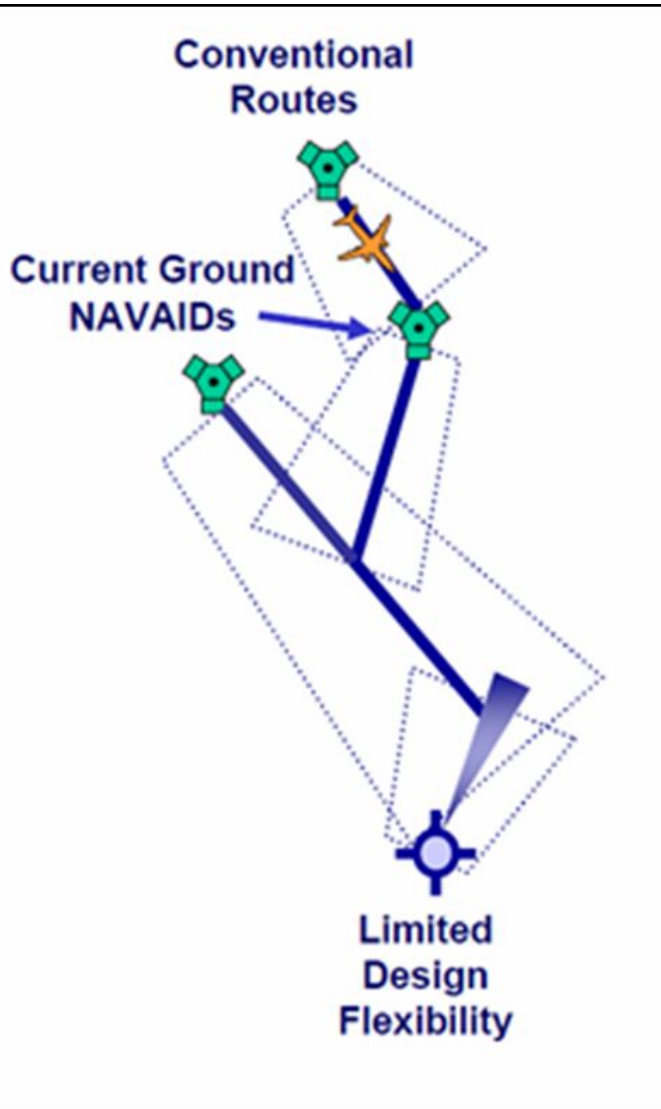 Conventional
Routes
Current Ground
NAVAIDs
Limited
Design
Flexibility